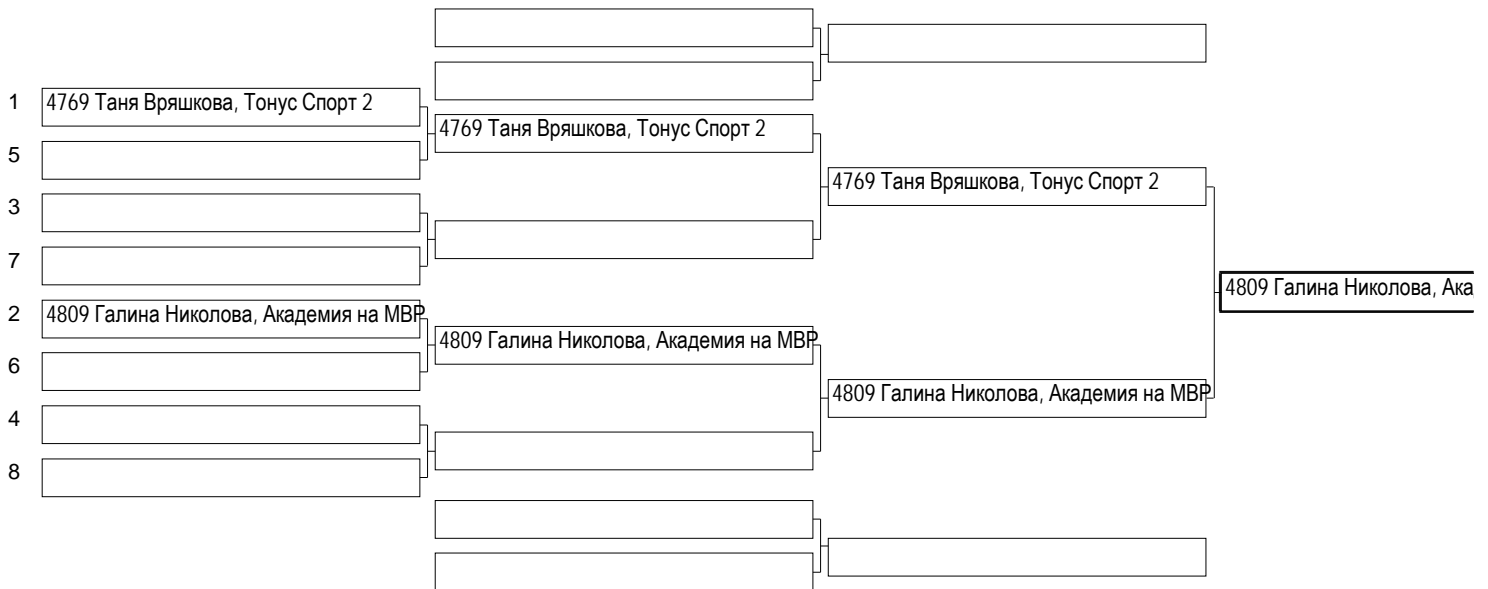 1 4769 Таня Вряшкова, Тонус Спорт 2
4769 Таня Вряшкова, Тонус Спорт 2
5
4769 Таня Вряшкова, Тонус Спорт 2
3
7
4809 Галина Николова, Ака
2 4809 Галина Николова, Академия на МВР
4809 Галина Николова, Академия на МВР
6
4809 Галина Николова, Академия на МВР
4
8